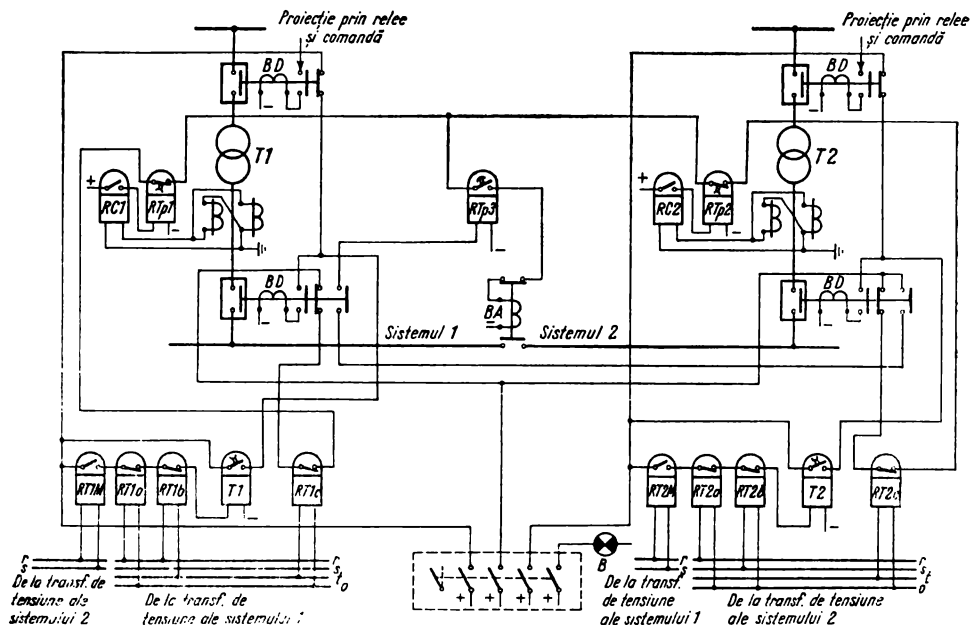 Proiecție prin relee
și comandă
BD
T1
+
RC1
RTp1
RTp3
BD
BA
Sistemul 1
Sistemul 2
Proiecție prin relee
și comandă
BD
T2
+
RC2
RTp2
BD
RT1M
RT1a
RT1b
T1
RT1c
RT2M
RT2a
RT2b
T2
RT2c
r
s
r
s
t
o
De la transf. de
tensiune ale
sistemului 2
De la transf. de
tensiune ale sistemului 1
+
+
+
+
B
r
s
r
s
t
o
De la transf.
de tensiune
ale sistemului 1
De la transf. de tensiune
ale sistemului 2